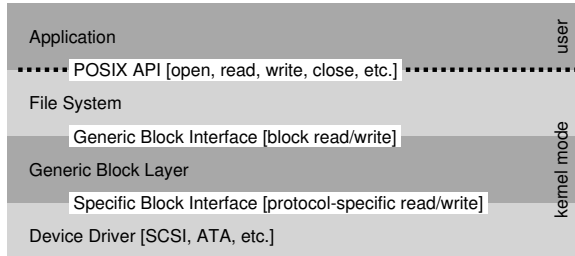 Application
user
POSIX API [open, read, write, close, etc.]
File System
Generic Block Interface [block read/write]
kernel mode
Generic Block Layer
Specific Block Interface [protocol-specific read/write]
Device Driver [SCSI, ATA, etc.]